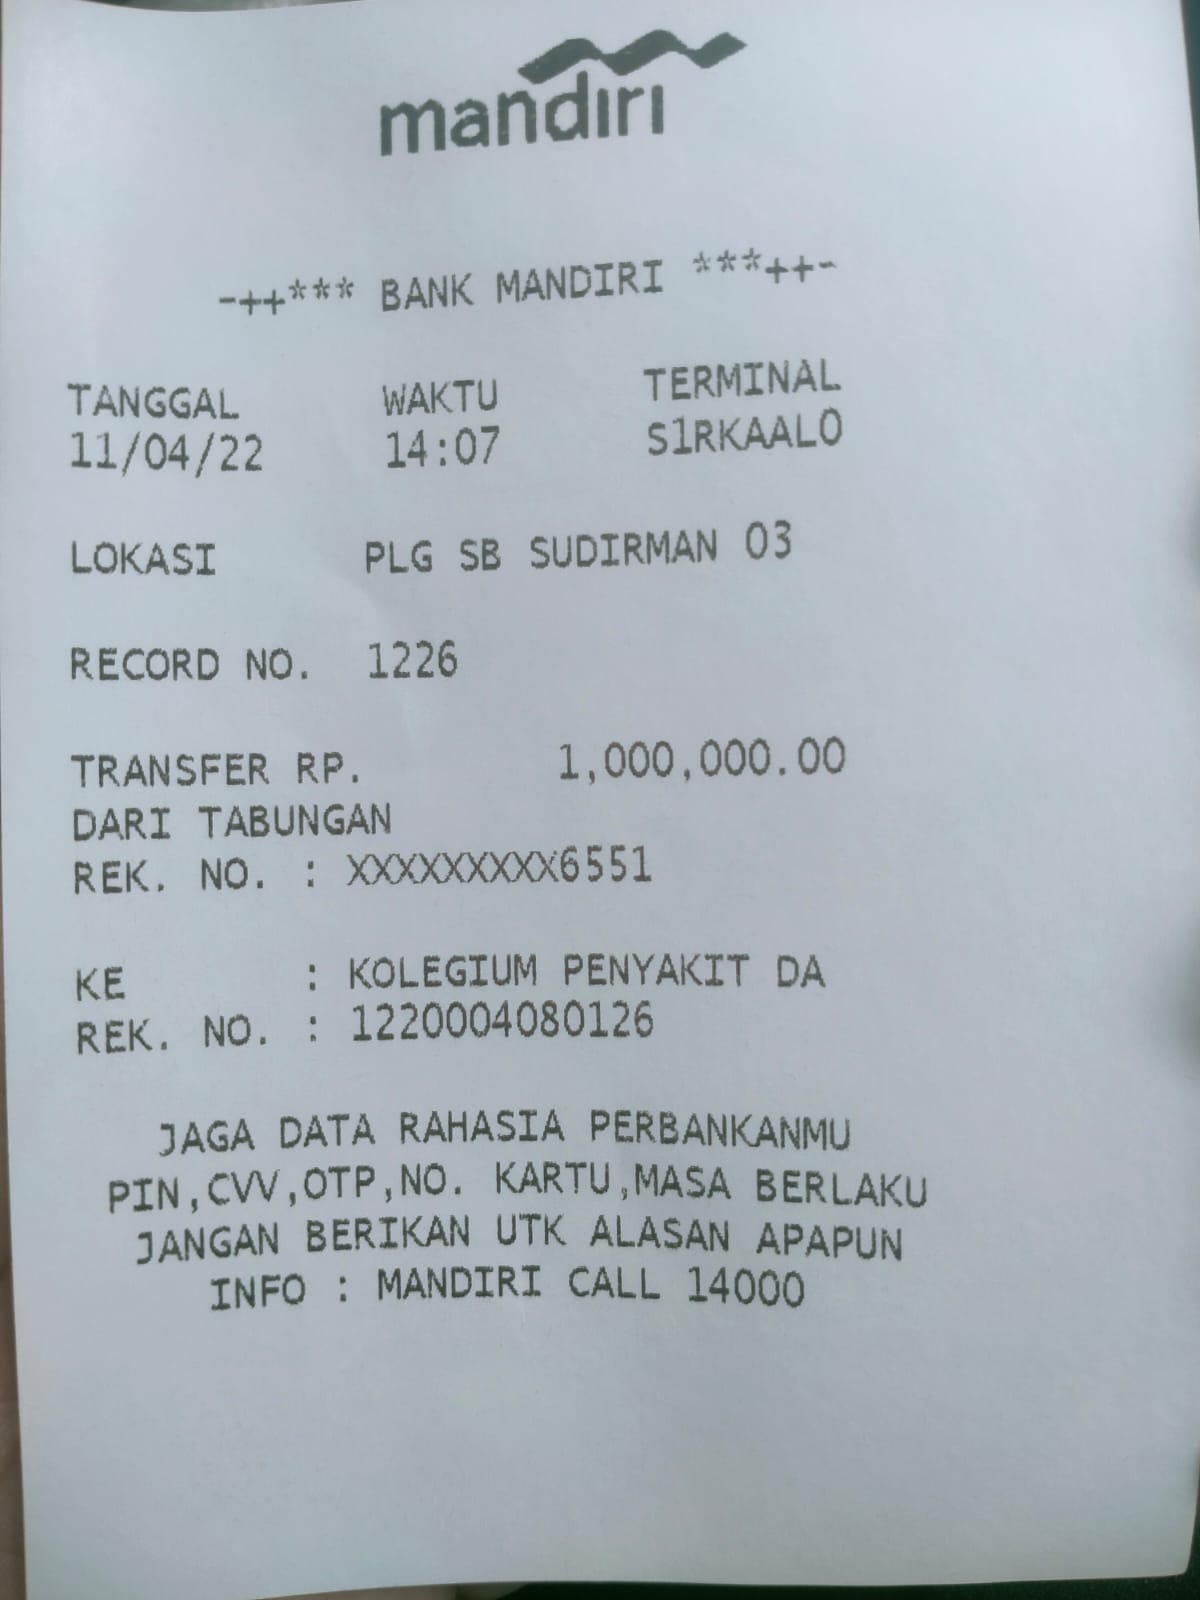 mandiri
-++*** BANK MANDIRI ***++-
TANGGAL WAKTU TERMINAL
11/04/22 14:07 S1RKAAL0
LOKASI PLG SB SUDIRMAN 03
RECORD NO. 1226
TRANSFER RP. 1,000,000.00
DARI TABUNGAN
REK. NO. : XXXXXXXXX6551
KE : KOLEGIUM PENYAKIT DA
REK. NO. : 1220004080126
JAGA DATA RAHASIA PERBANKANMU
PIN,CVV,OTP,NO. KARTU,MASA BERLAKU
JANGAN BERIKAN UTK ALASAN APAPUN
INFO : MANDIRI CALL 14000